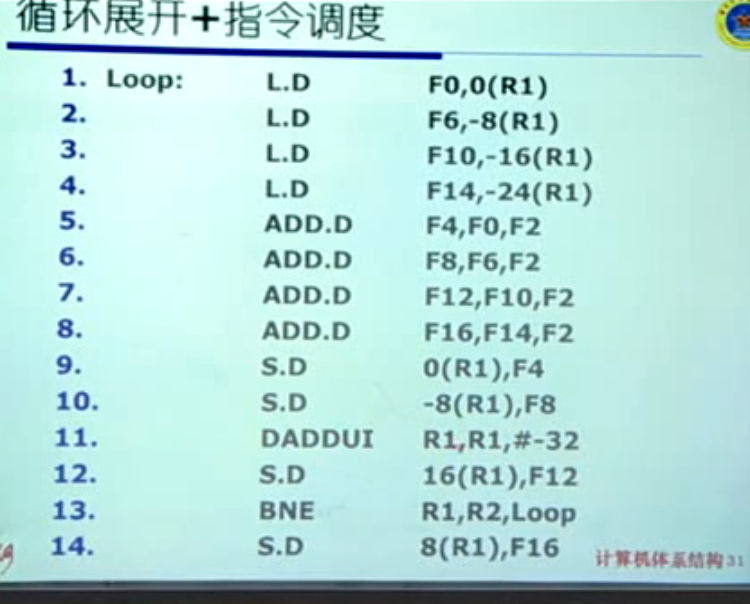 循环展开+指令调度
1. Loop: L.D F0,0(R1)
2. L.D F6,-8(R1)
3. L.D F10,-16(R1)
4. L.D F14,-24(R1)
5. ADD.D F4,F0,F2
6. ADD.D F8,F6,F2
7. ADD.D F12,F10,F2
8. ADD.D F16,F14,F2
9. S.D 0(R1),F4
10. S.D -8(R1),F8
11. DADDUI R1,R1,#-32
12. S.D 16(R1),F12
13. BNE R1,R2,Loop
14. S.D 8(R1),F16
计算机体系结构 31